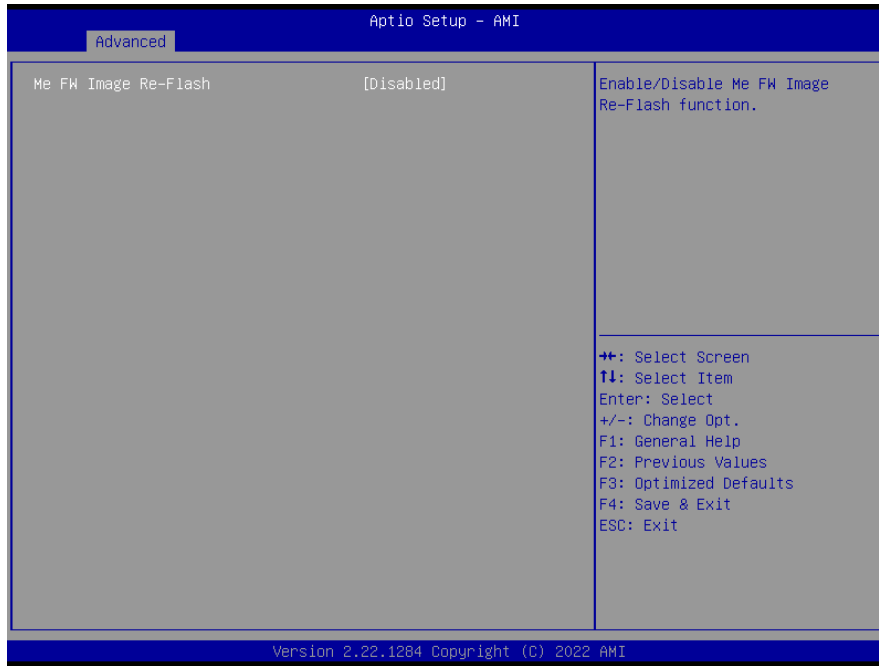 Aptio Setup – AMI
Advanced
Me FW Image Re-Flash [Disabled]
Enable/Disable Me FW Image
Re-Flash function.
→←: Select Screen
↑↓: Select Item
Enter: Select
+/-: Change Opt.
F1: General Help
F2: Previous Values
F3: Optimized Defaults
F4: Save & Exit
ESC: Exit
Version 2.22.1284 Copyright (C) 2022 AMI